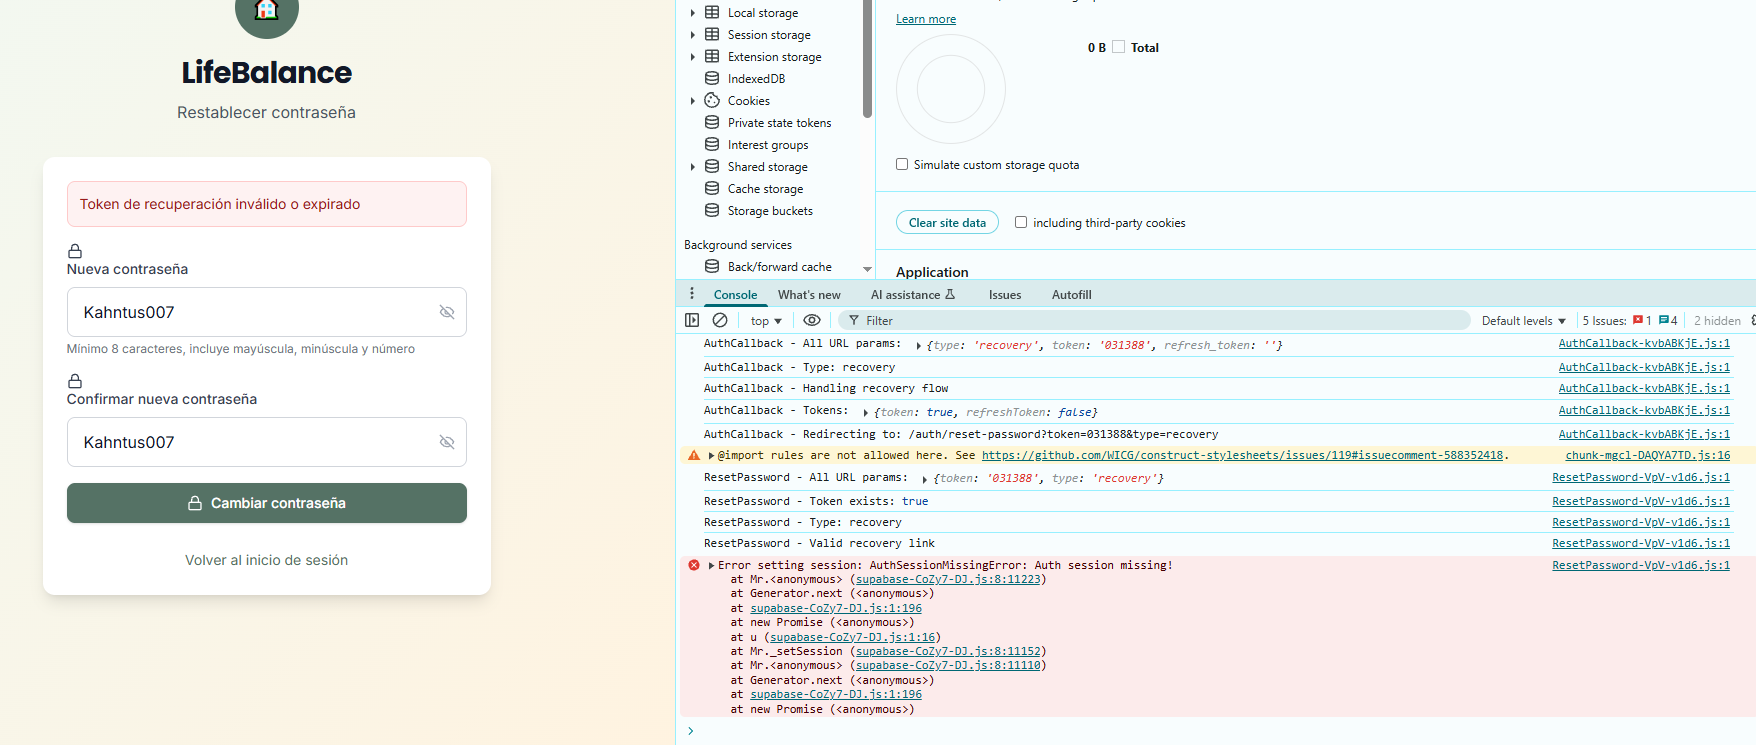 LifeBalance
Restablecer contraseña
Token de recuperación inválido o expirado
Nueva contraseña
Kahntus007
Mínimo 8 caracteres, incluye mayúscula, minúscula y número
Confirmar nueva contraseña
Kahntus007
Cambiar contraseña
Volver al inicio de sesión
Local storage
Session storage
Extension storage
IndexedDB
Cookies
Private state tokens
Interest groups
Shared storage
Cache storage
Storage buckets
Background services
Back/forward cache
Learn more
0 B Total
Simulate custom storage quota
Clear site data including third-party cookies
Application
Console What's new AI assistance Issues Autofill
top Filter Default levels 5 Issues: 1 4 2 hidden
AuthCallback - All URL params: {type: 'recovery', token: '031388', refresh_token: ''} AuthCallback-kvbABKjE.js:1
AuthCallback - Type: recovery AuthCallback-kvbABKjE.js:1
AuthCallback - Handling recovery flow AuthCallback-kvbABKjE.js:1
AuthCallback - Tokens: {token: true, refreshToken: false} AuthCallback-kvbABKjE.js:1
AuthCallback - Redirecting to: /auth/reset-password?token=031388&type=recovery AuthCallback-kvbABKjE.js:1
@import rules are not allowed here. See https://github.com/WICG/construct-stylesheets/issues/119#issuecomment-588352418. chunk-mgcl-DAQYA7TD.js:16
ResetPassword - All URL params: {token: '031388', type: 'recovery'} ResetPassword-VpV-v1d6.js:1
ResetPassword - Token exists: true ResetPassword-VpV-v1d6.js:1
ResetPassword - Type: recovery ResetPassword-VpV-v1d6.js:1
ResetPassword - Valid recovery link ResetPassword-VpV-v1d6.js:1
Error setting session: AuthSessionMissingError: Auth session missing! ResetPassword-VpV-v1d6.js:1
at Mr.<anonymous> (supabase-CoZy7-DJ.js:8:11223)
at Generator.next (<anonymous>)
at supabase-CoZy7-DJ.js:1:196
at new Promise (<anonymous>)
at u (supabase-CoZy7-DJ.js:1:16)
at Mr._setSession (supabase-CoZy7-DJ.js:8:11152)
at Mr.<anonymous> (supabase-CoZy7-DJ.js:8:11110)
at Generator.next (<anonymous>)
at supabase-CoZy7-DJ.js:1:196
at new Promise (<anonymous>)